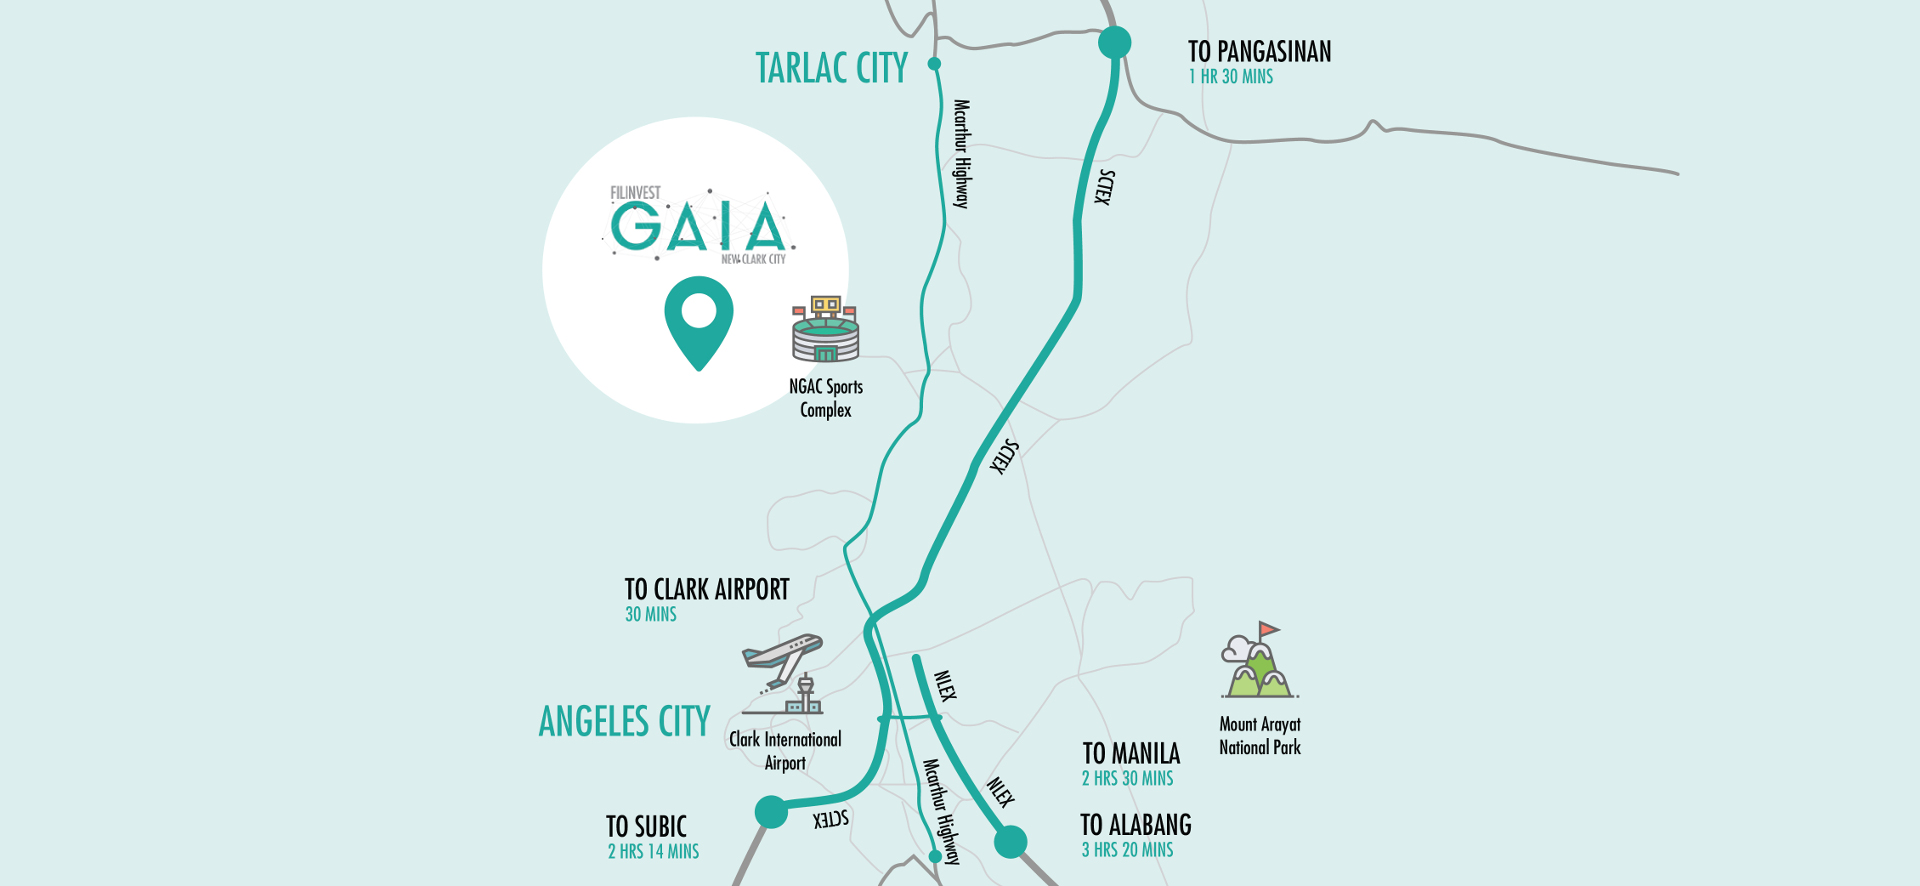 TARLAC CITY
TO PANGASINAN
1 HR 30 MINS
Mcarthur Highway
SCTEX
FILINVEST
GAIA
NEW CLARK CITY
NGAC Sports
Complex
SCTEX
TO CLARK AIRPORT
30 MINS
NLEX
ANGELES CITY
Clark International
Airport
Mount Arayat
National Park
TO MANILA
2 HRS 30 MINS
NLEX
Mcarthur Highway
SCTEX
TO SUBIC
2 HRS 14 MINS
TO ALABANG
3 HRS 20 MINS